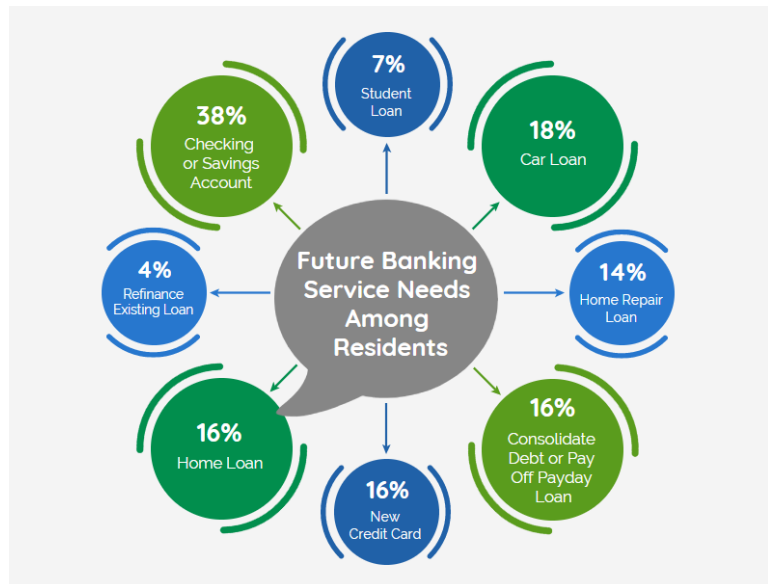 7%
Student
Loan
38%
Checking
or Savings
Account
18%
Car Loan
Future Banking
Service Needs
Among
Residents
4%
Refinance
Existing Loan
14%
Home Repair
Loan
16%
Home Loan
16%
New
Credit Card
16%
Consolidate
Debt or Pay
Off Payday
Loan